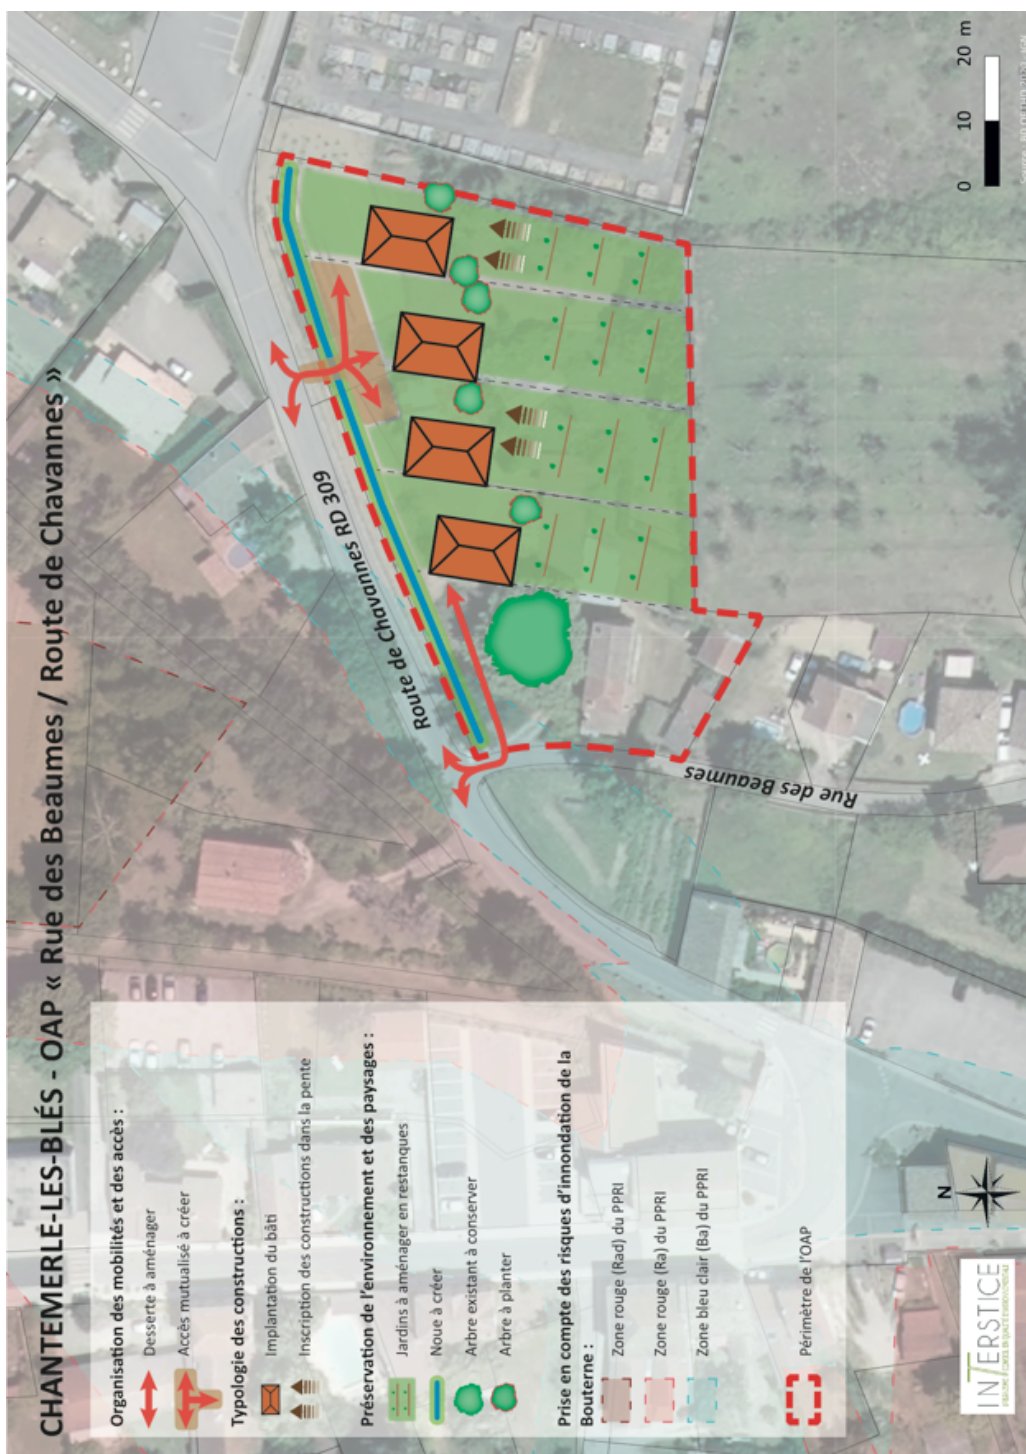 CHANTEMERLE-LES-BLÉS - OAP « Rue des Beaumes / Route de Chavannes »
Organisation des mobilités et des accès :
Desserte à aménager
Accès mutualisé à créer
Typologie des constructions :
Implantation du bâti
Inscription des constructions dans la pente
Préservation de l'environnement et des paysages :
Jardins à aménager en restanques
Noue à créer
Arbre existant à conserver
Arbre à planter
Prise en compte des risques d'inondation de la
Bouterne :
Zone rouge (Rad) du PPRI
Zone rouge (Ra) du PPRI
Zone bleu clair (Ba) du PPRI
Périmètre de l'OAP
INTERSTICE
N
Route de Chavannes RD 309
Rue des Beaumes
0 10 20 m